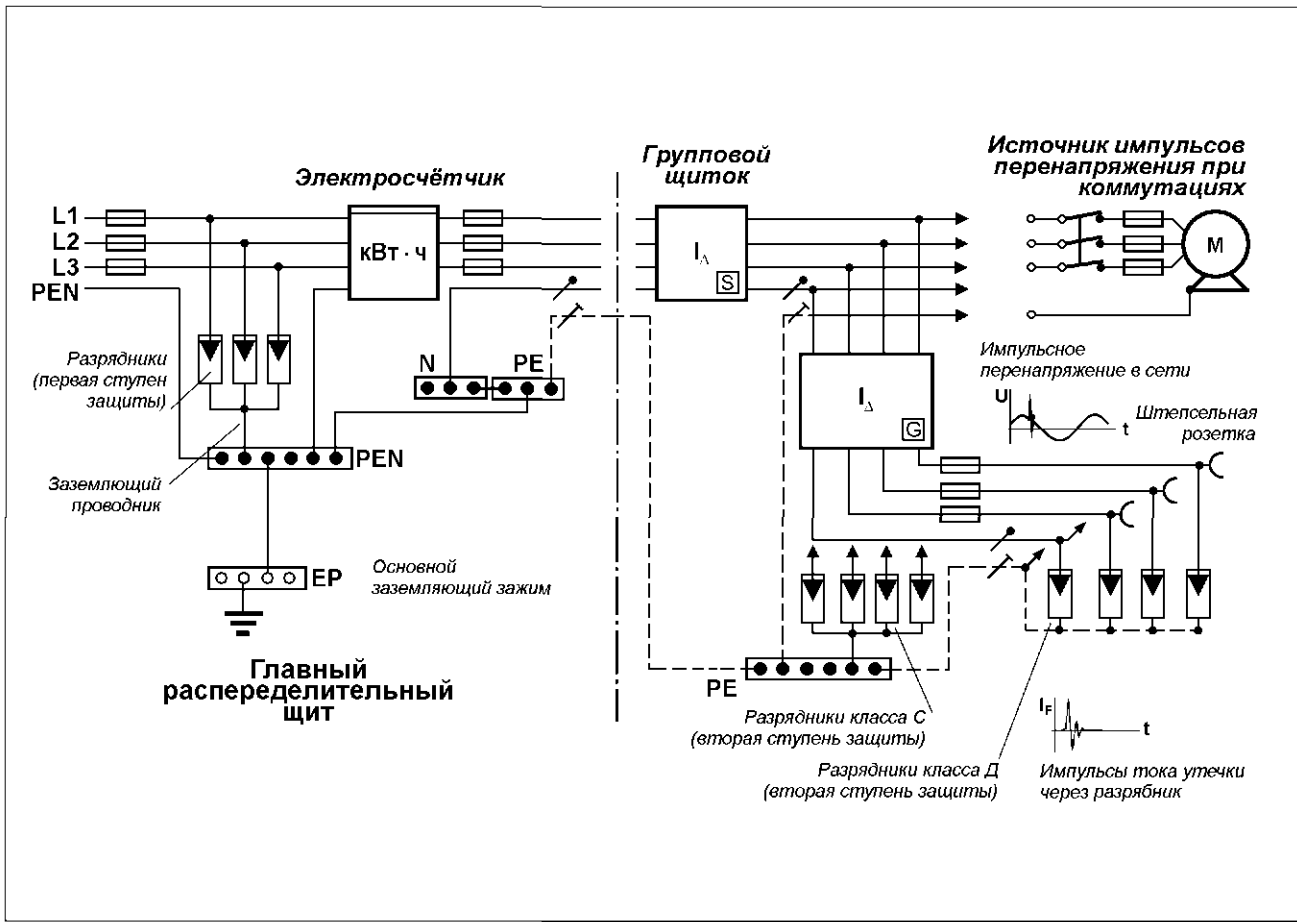 Электросчётчик
Групповой
щиток
Источник импульсов
перенапряжения при
коммутациях
L1
L2
L3
PEN
кВт · ч
I△
S
M
Разрядники
(первая ступен
защиты)
N
PE
I△
G
Импульсное
перенапряжение в сети
U
t
Штепсельная
розетка
PEN
Заземлющий
проводник
EP
Основной
заземляющий зажим
Главный
распеределительный
щит
PE
Разрядники класса С
(вторая ступень защиты)
Разрядники класса Д
(вторая ступень защиты)
IF
t
Импульсы тока утечки
через разрябник